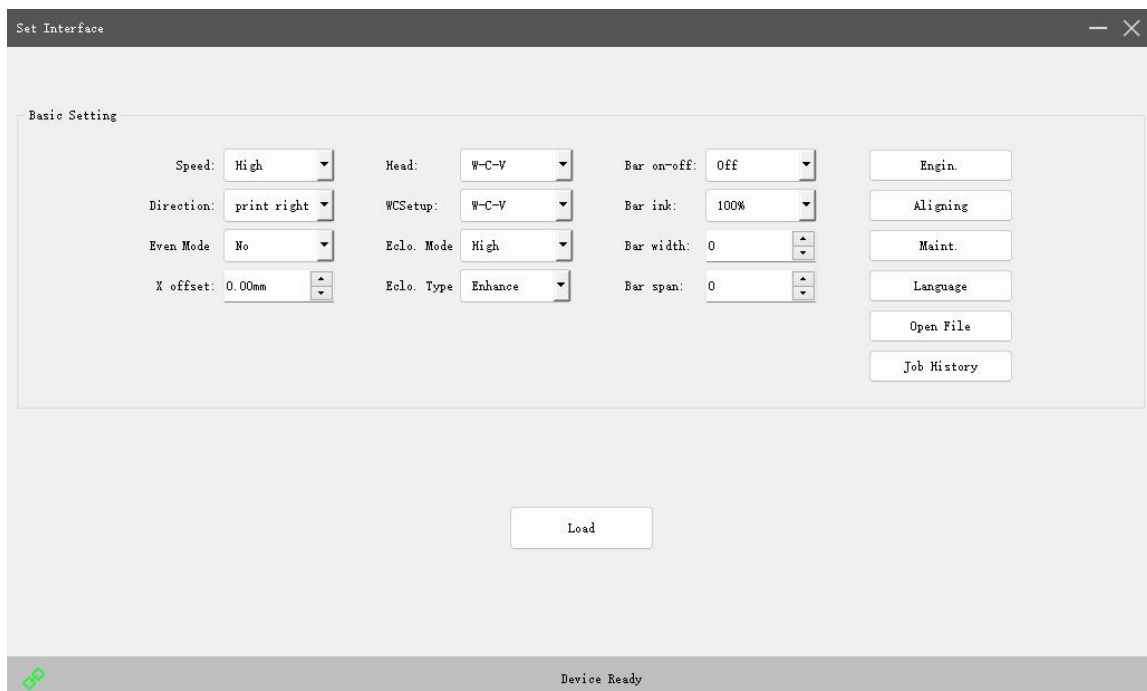 Set Interface
Basic Setting
Speed: High Head: W-C-V Bar on-off: Off Engin.
Direction: print right WCSetup: W-C-V Bar ink: 100% Aligning
Even Mode No Eclo. Mode High Bar width: 0 Maint.
X offset: 0.00mm Eclo. Type Enhance Bar span: 0 Language
Open File
Job History
Load
Device Ready